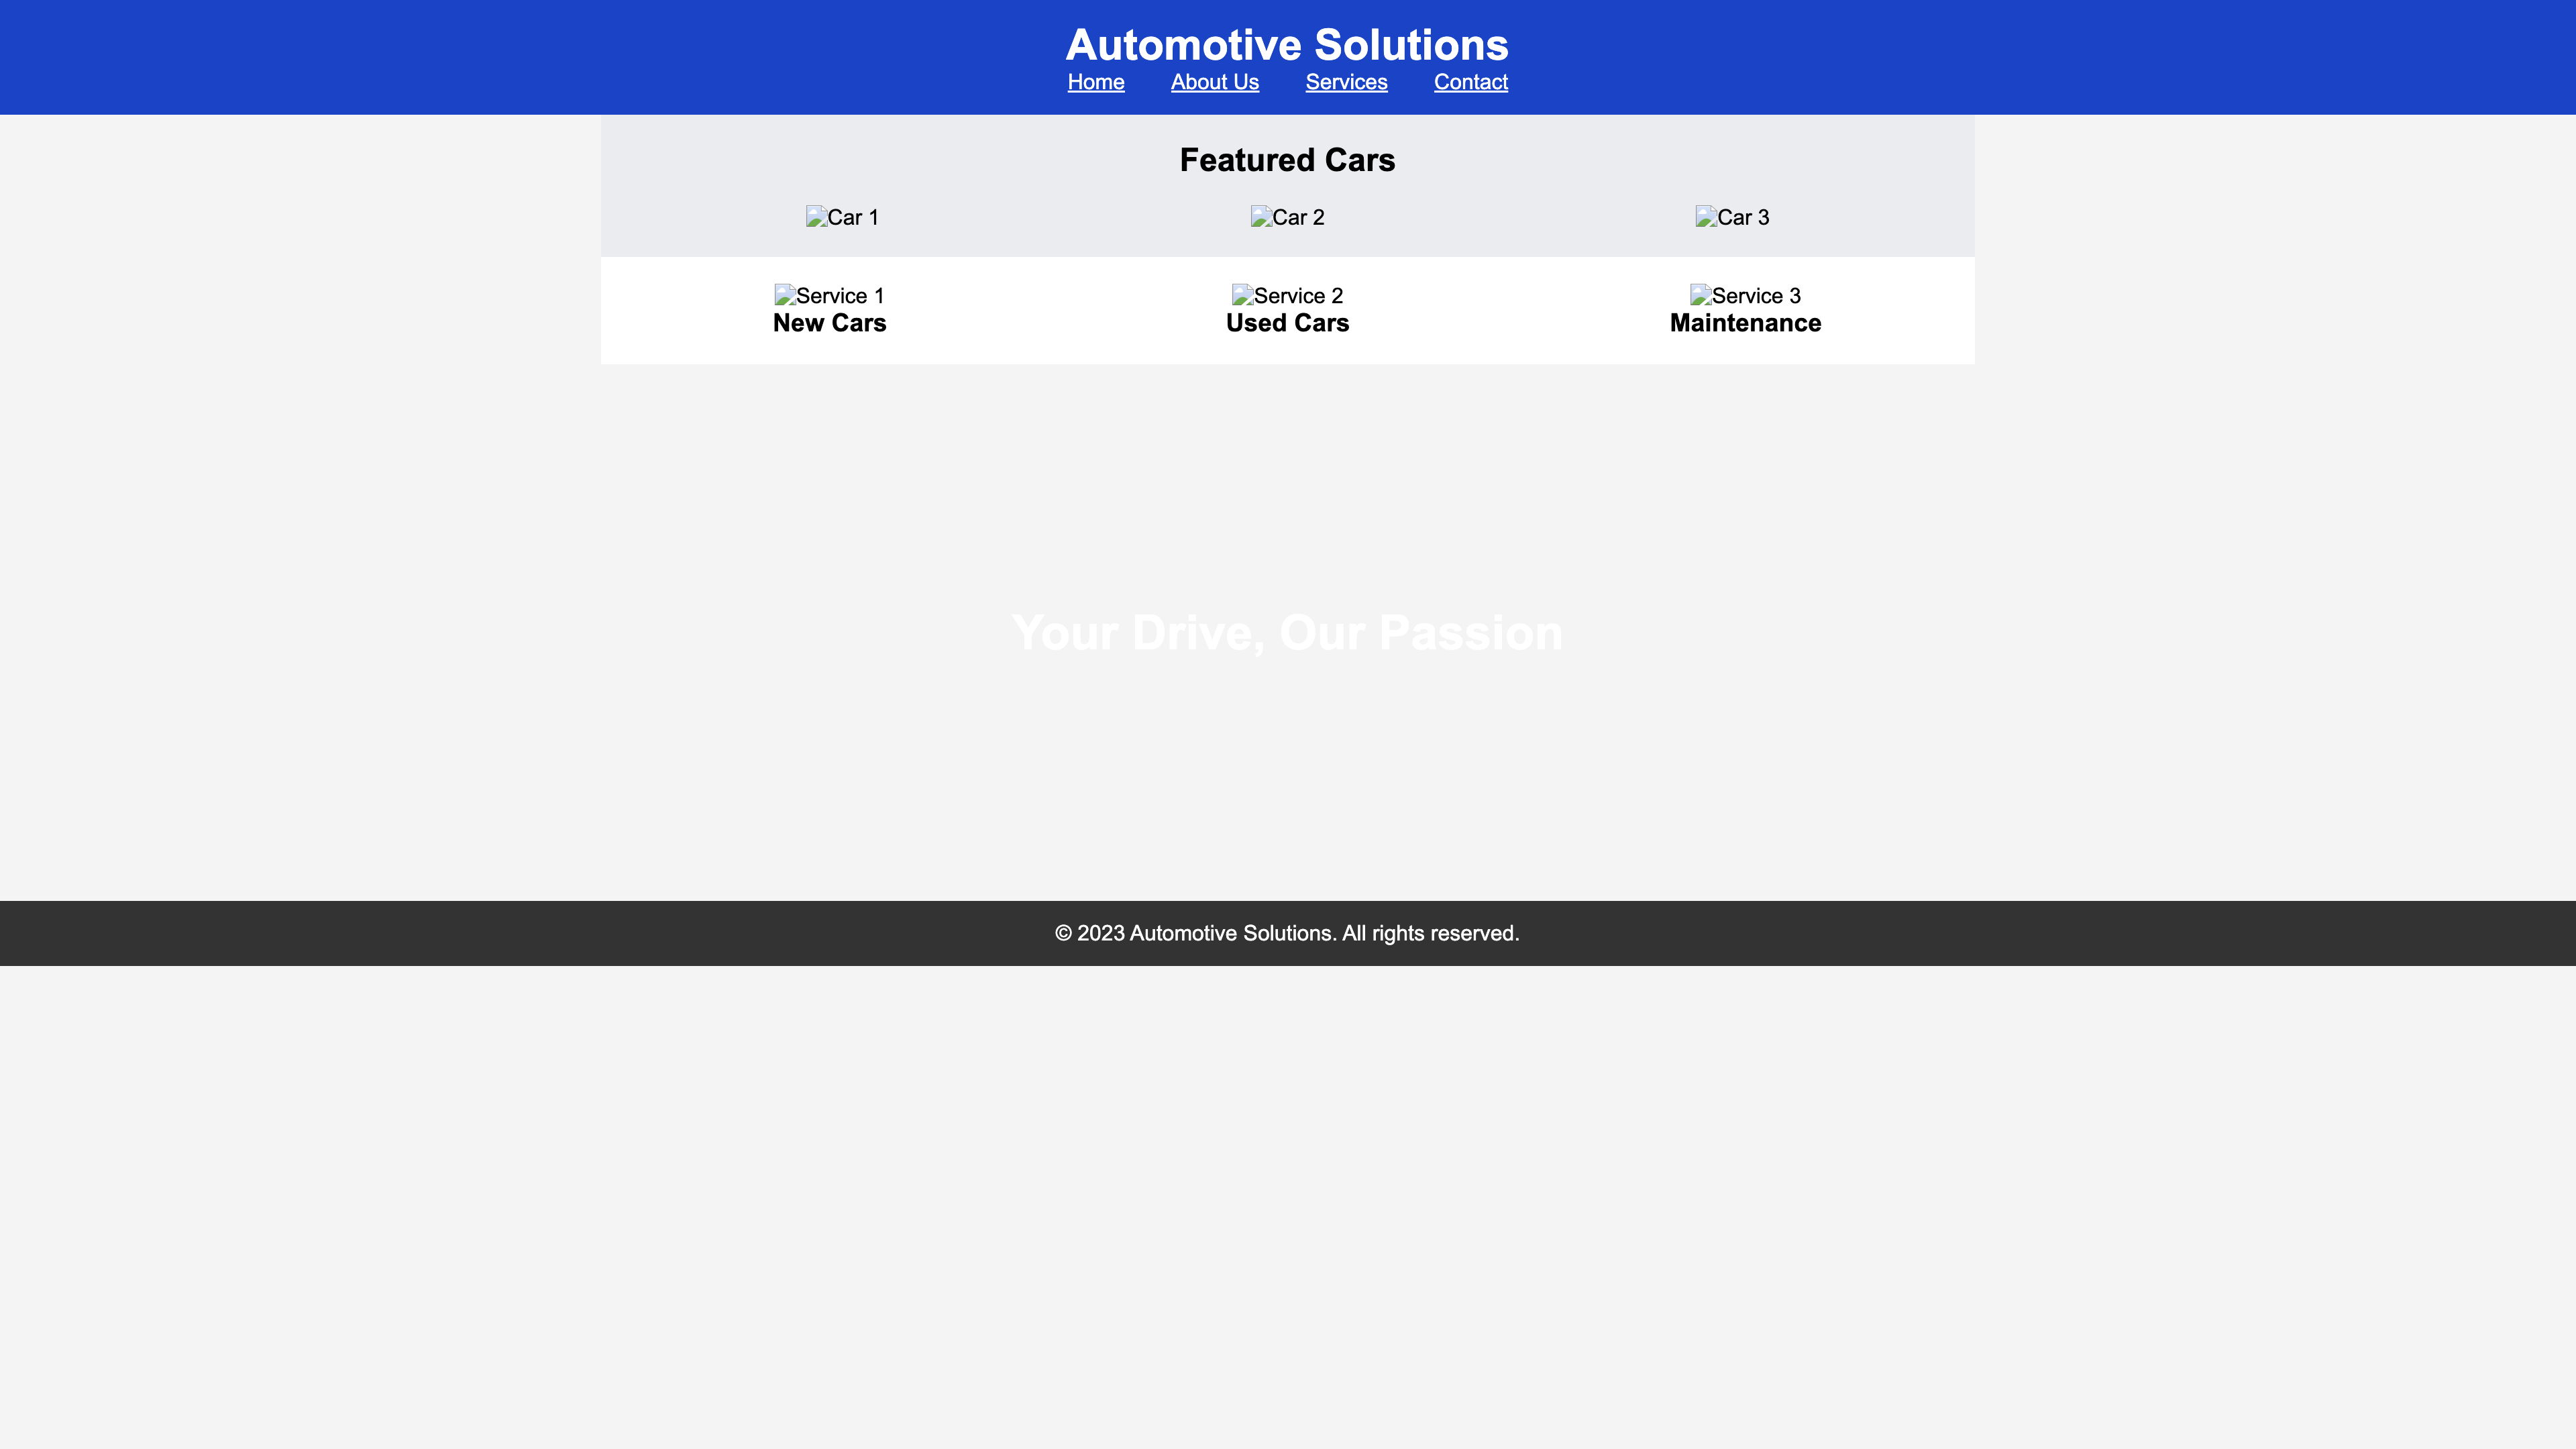 Automotive Solutions
Home About Us Services Contact
Featured Cars
Car 1 Car 2 Car 3
Service 1 Service 2 Service 3
New Cars Used Cars Maintenance
Your Drive, Our Passion
© 2023 Automotive Solutions. All rights reserved.